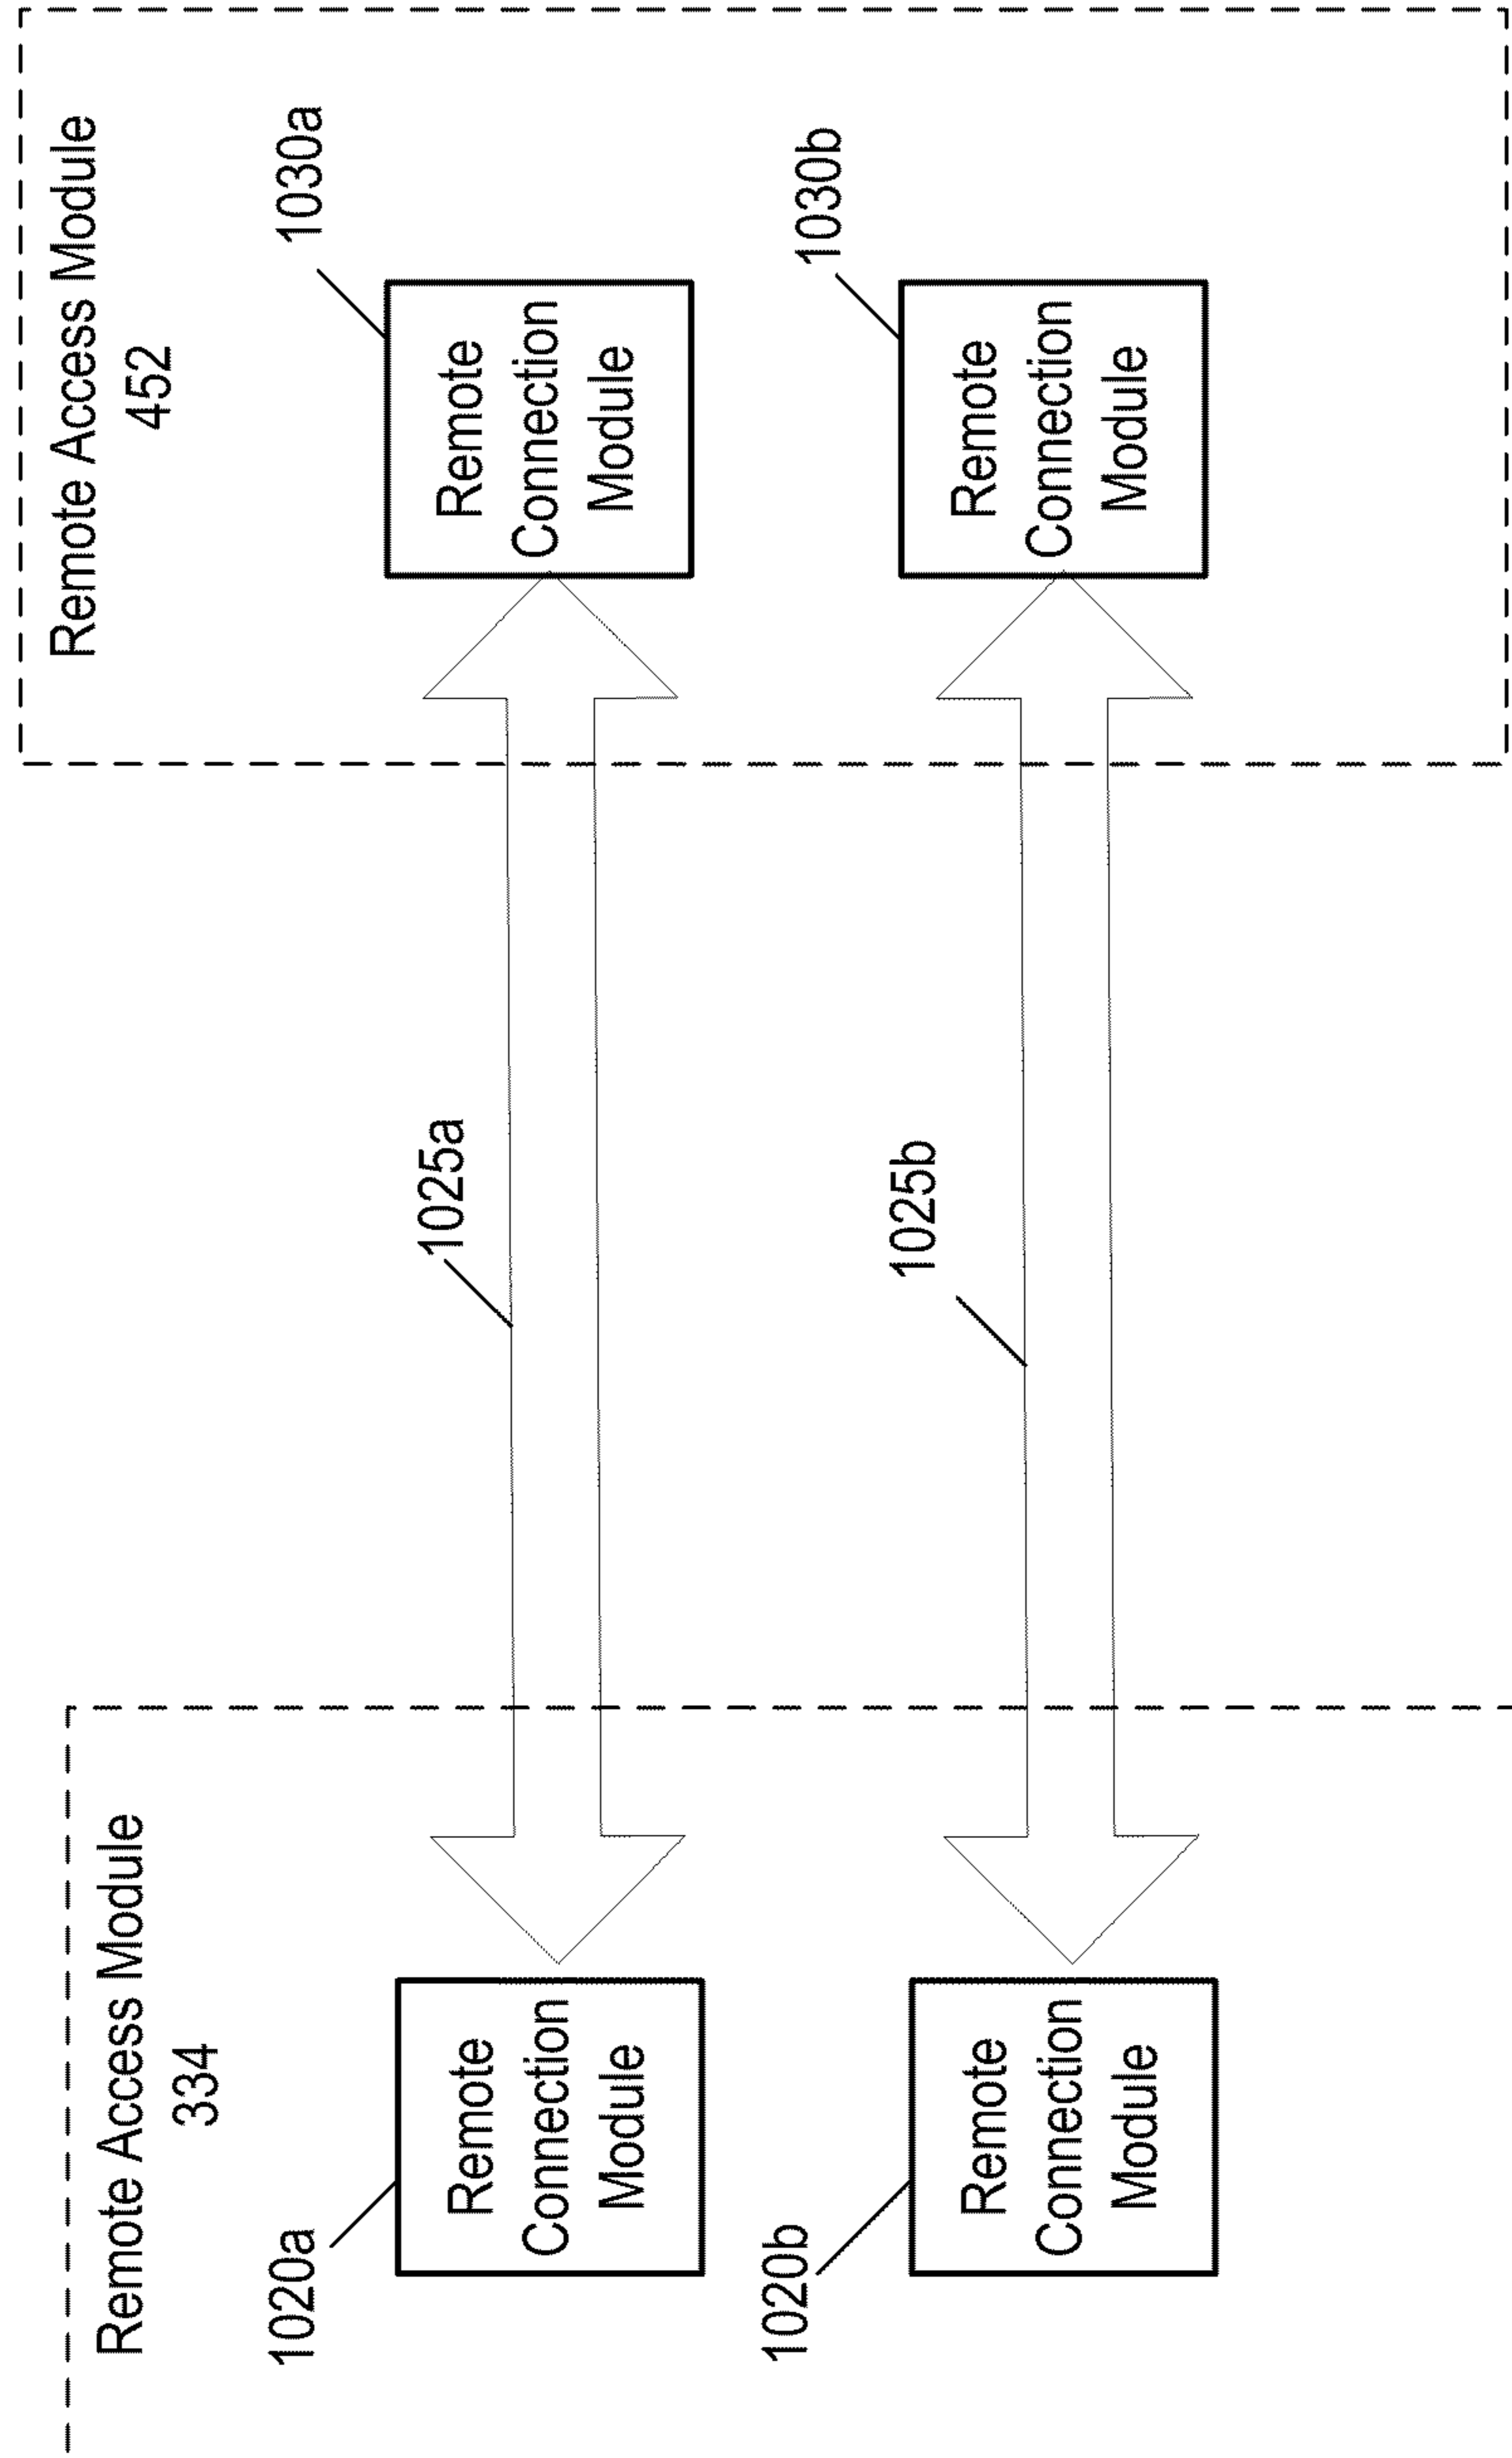 Remote Access Module
334
1020a
Remote
Connection
Module
1020b
Remote
Connection
Module
1025a
1025b
Remote Access Module
452
1030a
Remote
Connection
Module
1030b
Remote
Connection
Module